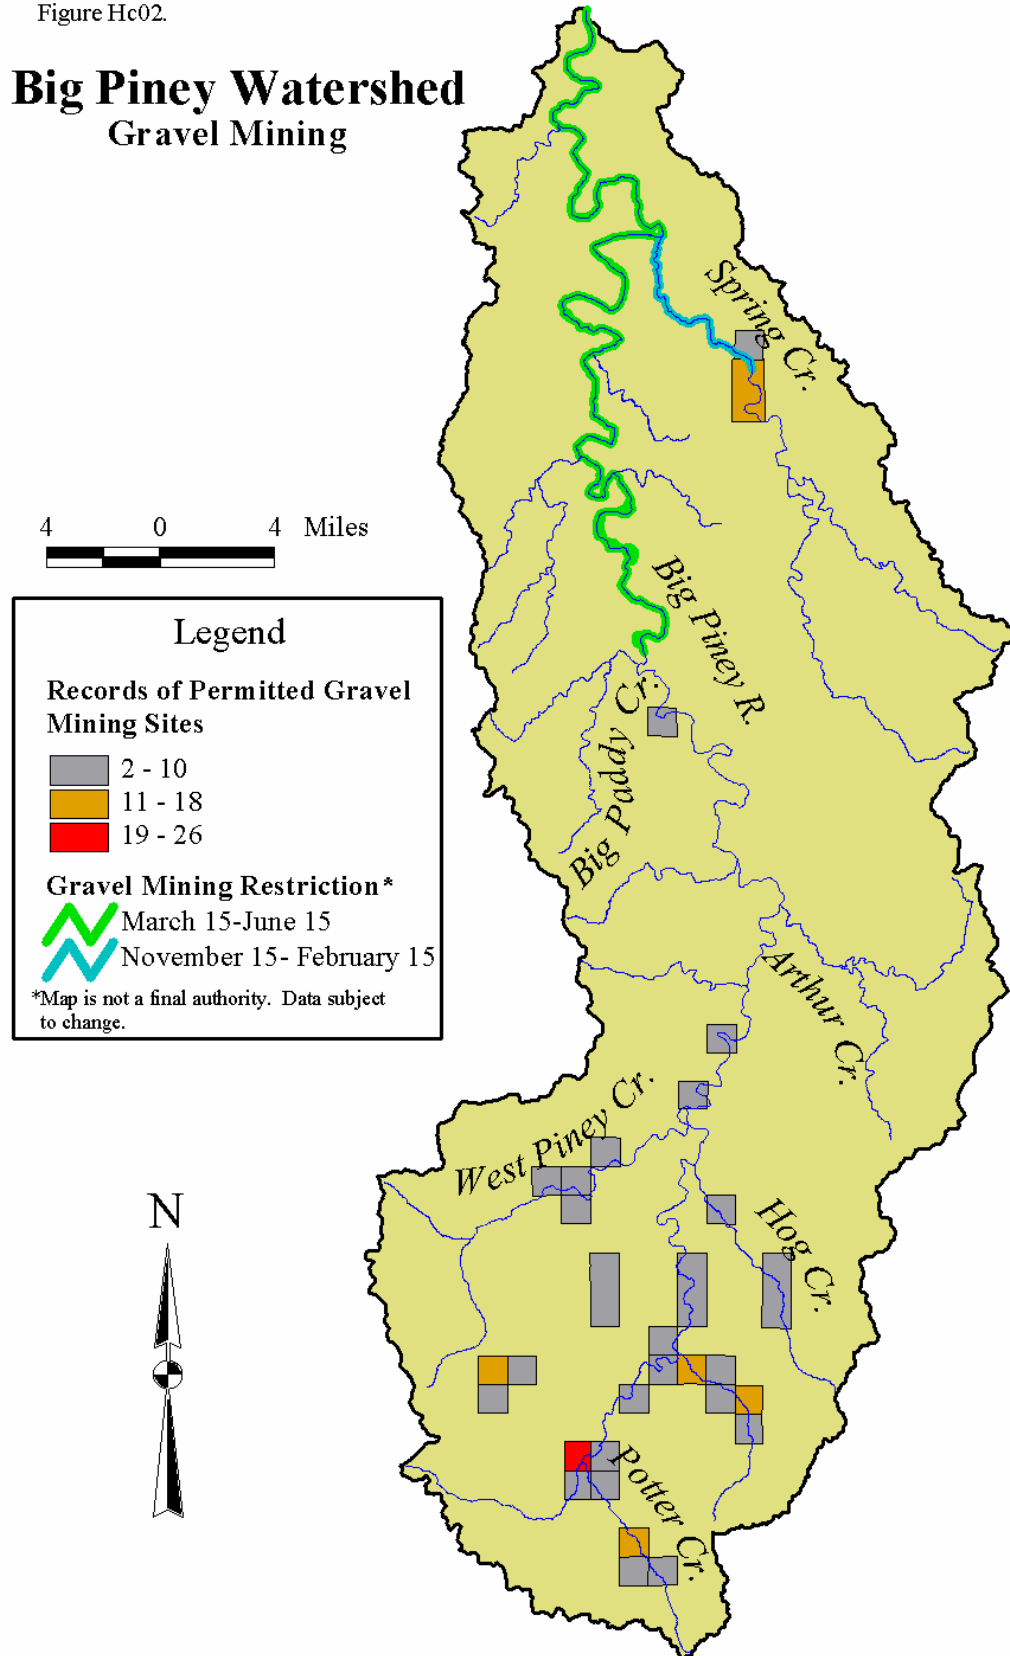 Figure Hc02.
Big Piney Watershed
Gravel Mining
Spring Cr.
4 0 4 Miles
Big Piney R.
Legend
Records of Permitted Gravel
Mining Sites
2 - 10
11 - 18
19 - 26
Gravel Mining Restriction*
March 15-June 15
November 15- February 15
*Map is not a final authority. Data subject
to change.
Big Paddy Cr.
Arthur Cr.
West Piney Cr.
N
Hog Cr.
Potter Cr.